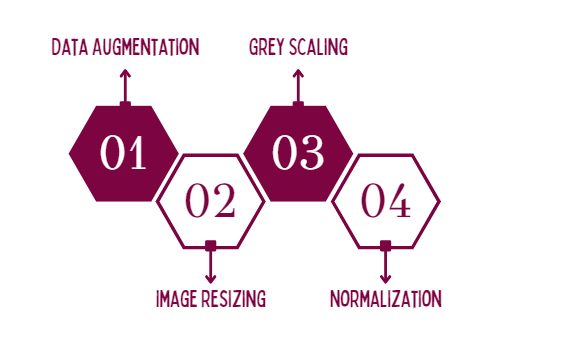 DATA AUGMENTATION
GREY SCALING
01
02
03
04
IMAGE RESIZING
NORMALIZATION